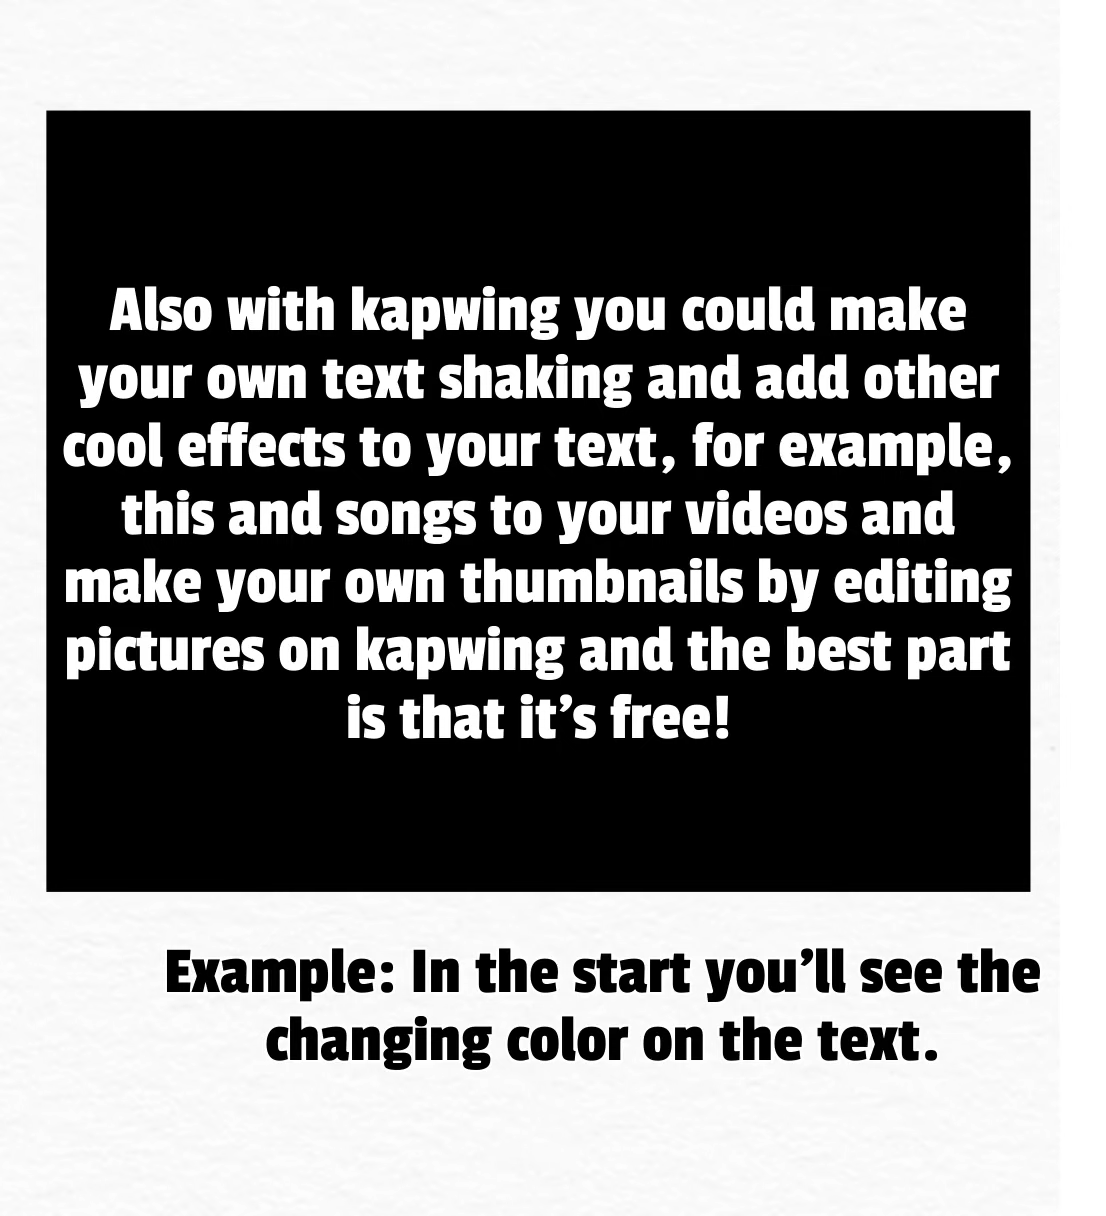 Also with kapwing you could make
your own text shaking and add other
cool effects to your text, for example,
this and songs to your videos and
make your own thumbnails by editing
pictures on kapwing and the best part
is that it’s free!
Example: In the start you’ll see the
changing color on the text.